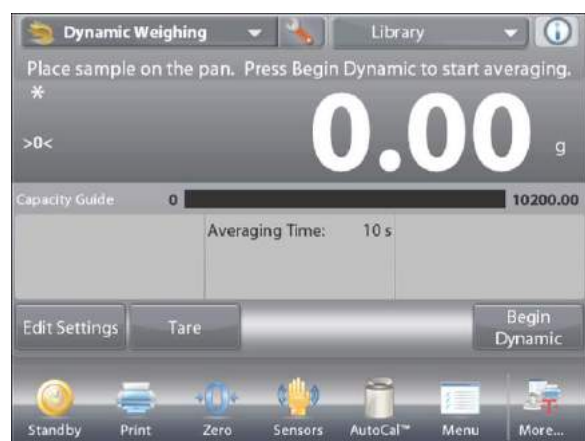 Dynamic Weighing Library
Place sample on the pan. Press Begin Dynamic to start averaging.
*
>0<
0.00 g
Capacity Guide 0 10200.00
Averaging Time: 10 s
Edit Settings Tare Begin Dynamic
Standby Print Zero Sensors AutoCal™ Menu More...